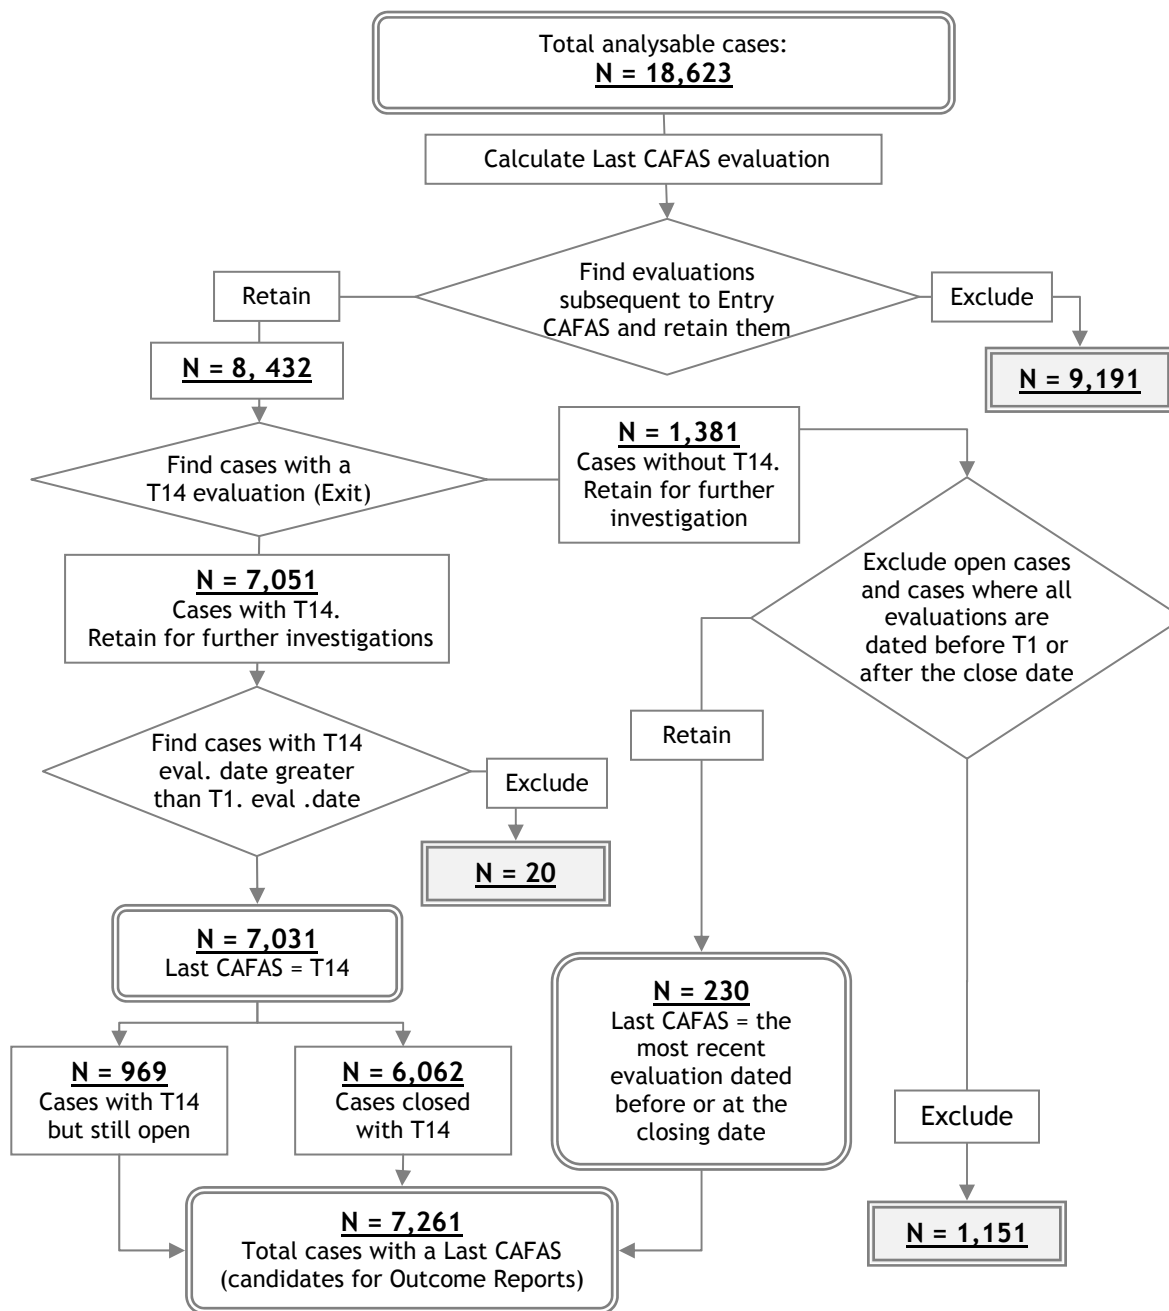 Total analysable cases:
N = 18,623
Calculate Last CAFAS evaluation
Find evaluations
subsequent to Entry
CAFAS and retain them
Retain
Exclude
N = 8, 432
N = 9,191
N = 1,381
Cases without T14.
Retain for further
investigation
Find cases with a
T14 evaluation (Exit)
Exclude open cases
and cases where all
evaluations are
dated before T1 or
after the close date
N = 7,051
Cases with T14.
Retain for further investigations
Retain
Find cases with T14
eval. date greater
than T1. eval .date
Exclude
N = 20
N = 7,031
Last CAFAS = T14
N = 230
Last CAFAS = the
most recent
evaluation dated
before or at the
closing date
N = 969
Cases with T14
but still open
N = 6,062
Cases closed
with T14
Exclude
N = 7,261
Total cases with a Last CAFAS
(candidates for Outcome Reports)
N = 1,151